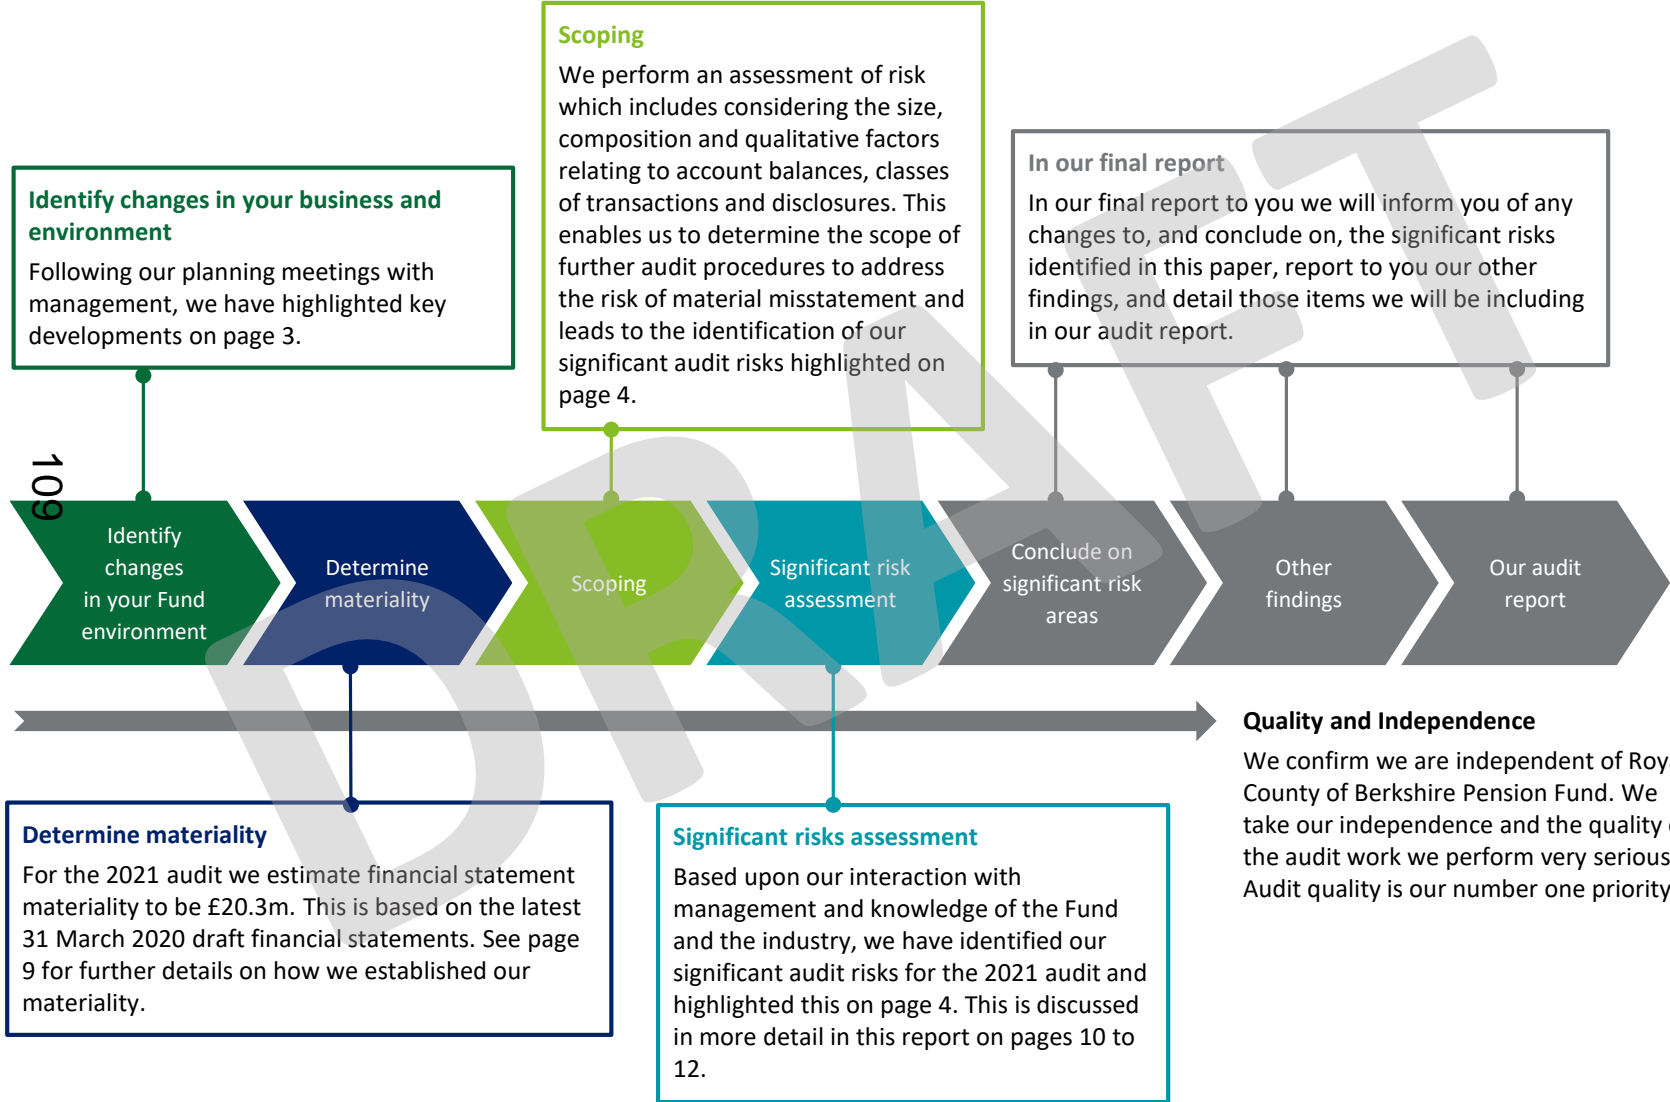 Scoping
We perform an assessment of risk
which includes considering the size,
composition and qualitative factors
relating to account balances, classes
of transactions and disclosures. This
enables us to determine the scope of
further audit procedures to address
the risk of material misstatement and
leads to the identification of our
significant audit risks highlighted on
page 4.
In our final report
In our final report to you we will inform you of any
changes to, and conclude on, the significant risks
identified in this paper, report to you our other
findings, and detail those items we will be including
in our audit report.
Identify changes in your business and
environment
Following our planning meetings with
management, we have highlighted key
developments on page 3.
109
Identify
changes
in your Fund
environment
Determine
materiality
Scoping
Significant risk
assessment
Conclude on
significant risk
areas
Other
findings
Our audit
report
DRAFT
Determine materiality
For the 2021 audit we estimate financial statement
materiality to be £20.3m. This is based on the latest
31 March 2020 draft financial statements. See page
9 for further details on how we established our
materiality.
Significant risks assessment
Based upon our interaction with
management and knowledge of the Fund
and the industry, we have identified our
significant audit risks for the 2021 audit and
highlighted this on page 4. This is discussed
in more detail in this report on pages 10 to
12.
Quality and Independence
We confirm we are independent of
County of Berkshire Pension Fund. We
take our independence and the quality
the audit work we perform very
Audit quality is our number one priority